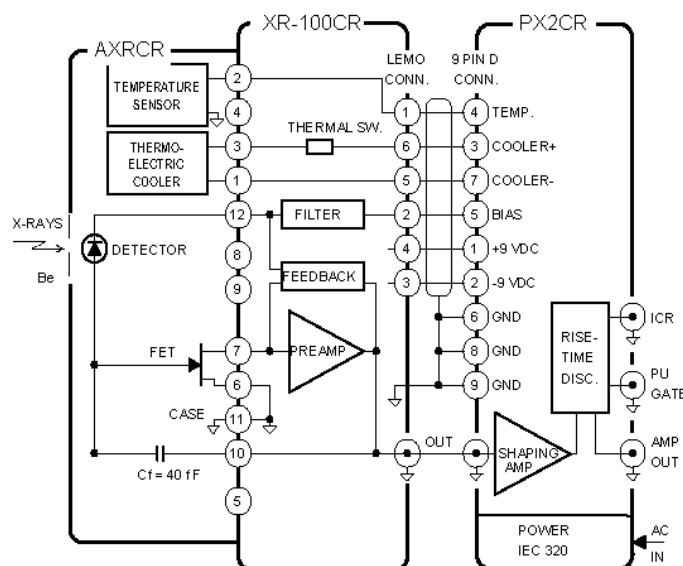 XR-100CR
PX2CR
AXRCR
LEMO
CONN.
9 PIN D
CONN.
TEMPERATURE
SENSOR
2
4
1
4
TEMP.
THERMAL SW.
THERMO-
ELECTRIC
COOLER
3
6
3
COOLER+
1
5
7
COOLER-
12
FILTER
2
5
BIAS
X-RAYS
Be
DETECTOR
8
4
1
+9 VDC
9
FEEDBACK
3
2
-9 VDC
6
GND
ICR
RISE-
TIME
DISC.
FET
7
PREAMP
8
GND
6
9
GND
PU
GATE
CASE
11
10
OUT
SHAPING
AMP
AMP
OUT
Cf = 40 fF
5
POWER
IEC 320
AC
IN